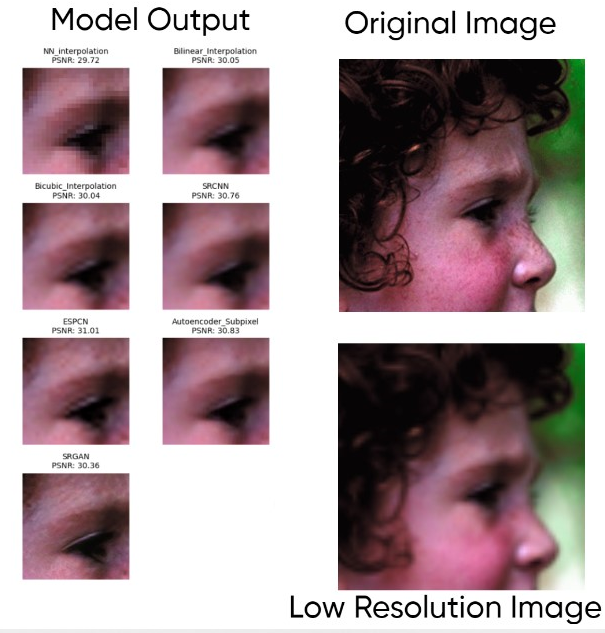 Model Output
Original Image
NN_interpolation
PSNR: 29.72
Bilinear_Interpolation
PSNR: 30.05
Bicubic_Interpolation
PSNR: 30.04
SRCNN
PSNR: 30.76
ESPCN
PSNR: 31.01
Autoencoder_Subpixel
PSNR: 30.83
SRGAN
PSNR: 30.36
Low Resolution Image